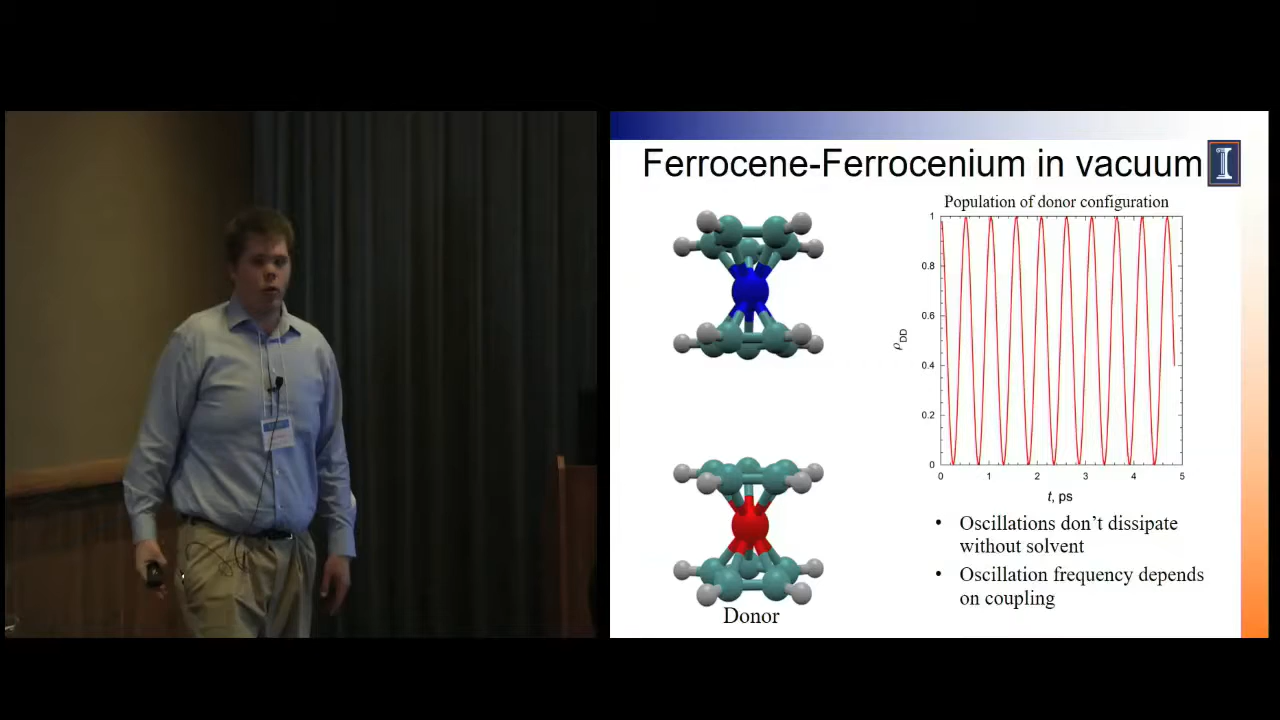 Ferrocene-Ferrocenium in vacuum
I
Population of donor configuration
1
0.8
0.6
0.4
0.2
0
ρDD
0 1 2 3 4 5
t, ps
• Oscillations don’t dissipate
without solvent
• Oscillation frequency depends
on coupling
Donor